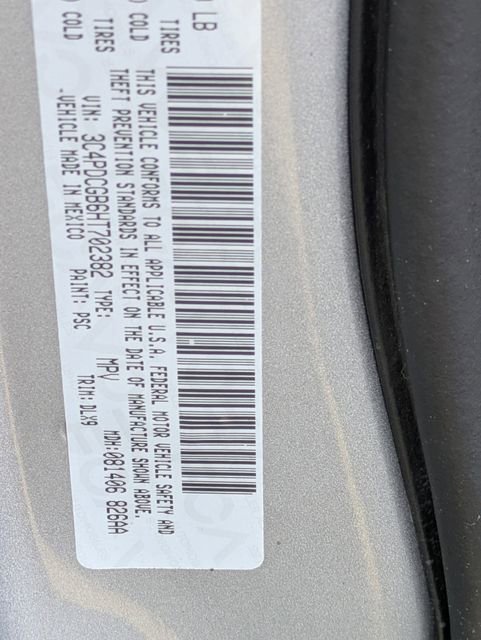 LB
TIRES
) COLD
TIRES
) COLD
THIS VEHICLE CONFORMS TO ALL APPLICABLE U.S.A. FEDERAL MOTOR VEHICLE SAFETY AND
THEFT PREVENTION STANDARDS IN EFFECT ON THE DATE OF MANUFACTURE SHOWN ABOVE.
VIN: 3C4PDCGB6HT702382 TYPE: MPV MDH:081406 826AA
-VEHICLE MADE IN MEXICO PAINT: PSC TRIM: DLX9